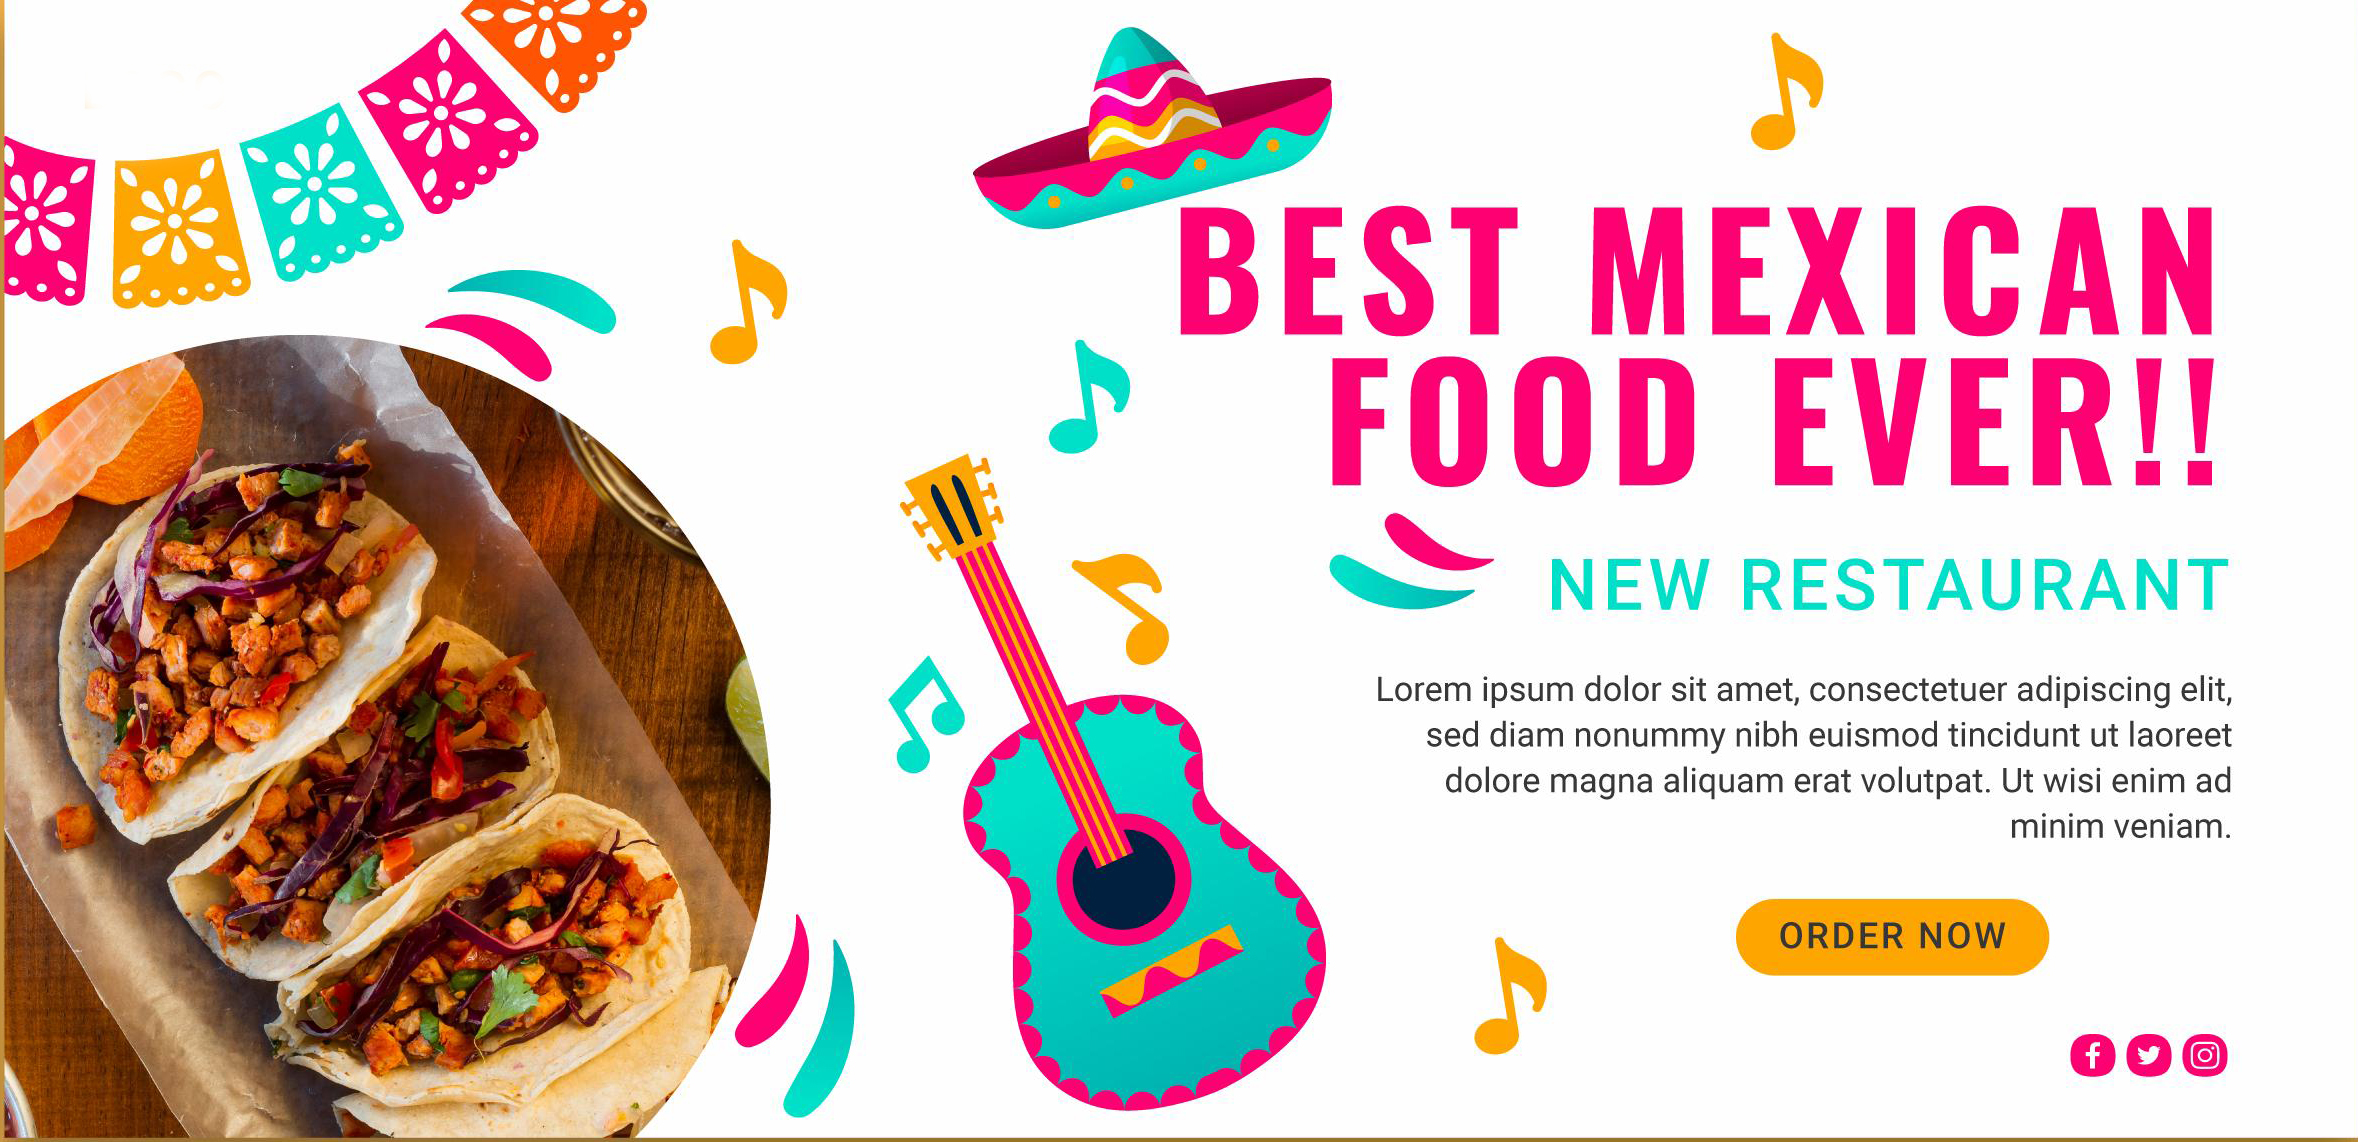 BEST MEXICAN
FOOD EVER!!
NEW RESTAURANT
Lorem ipsum dolor sit amet, consectetuer adipiscing elit,
sed diam nonummy nibh euismod tincidunt ut laoreet
dolore magna aliquam erat volutpat. Ut wisi enim ad
minim veniam.
ORDER NOW